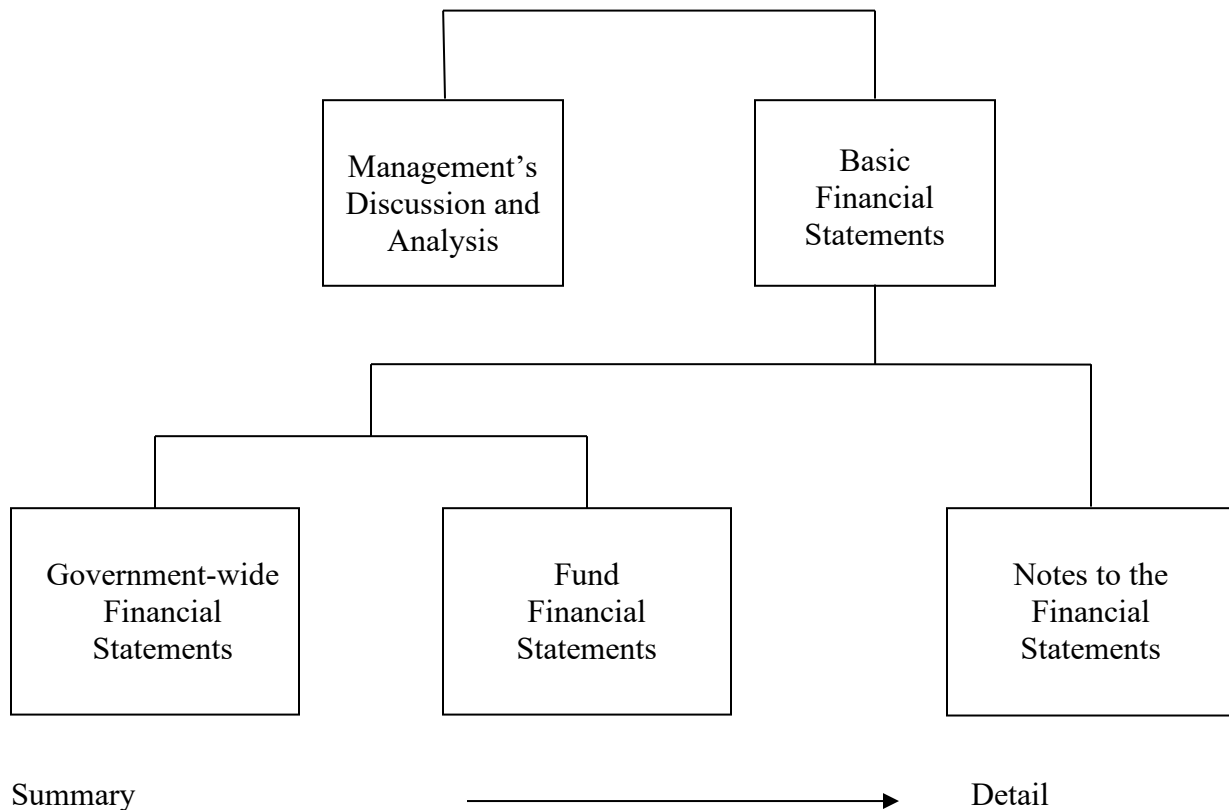 Management’s
Discussion and
Analysis
Basic
Financial
Statements
Government-wide
Financial
Statements
Fund
Financial
Statements
Notes to the
Financial
Statements
Summary
Detail